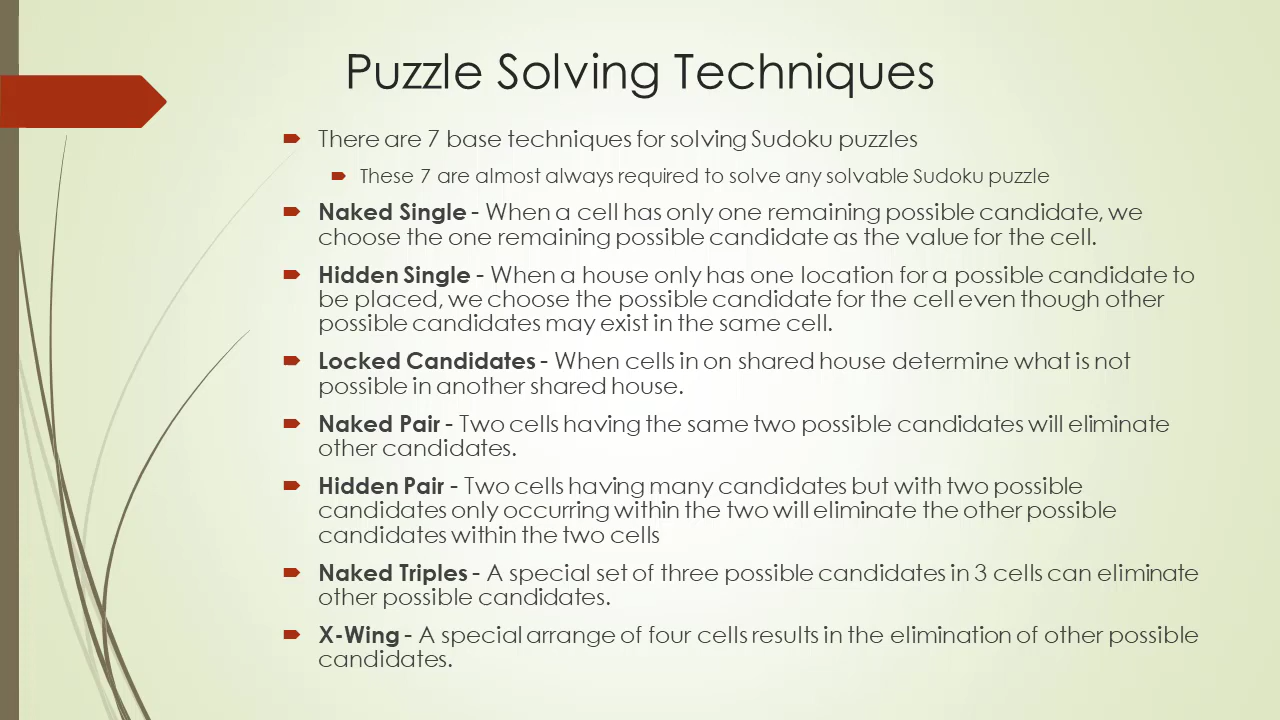 Puzzle Solving Techniques
There are 7 base techniques for solving Sudoku puzzles
These 7 are almost always required to solve any solvable Sudoku puzzle
Naked Single - When a cell has only one remaining possible candidate, we
choose the one remaining possible candidate as the value for the cell.
Hidden Single - When a house only has one location for a possible candidate to
be placed, we choose the possible candidate for the cell even though other
possible candidates may exist in the same cell.
Locked Candidates - When cells in on shared house determine what is not
possible in another shared house.
Naked Pair - Two cells having the same two possible candidates will eliminate
other candidates.
Hidden Pair - Two cells having many candidates but with two possible
candidates only occurring within the two will eliminate the other possible
candidates within the two cells
Naked Triples - A special set of three possible candidates in 3 cells can eliminate
other possible candidates.
X-Wing - A special arrange of four cells results in the elimination of other possible
candidates.